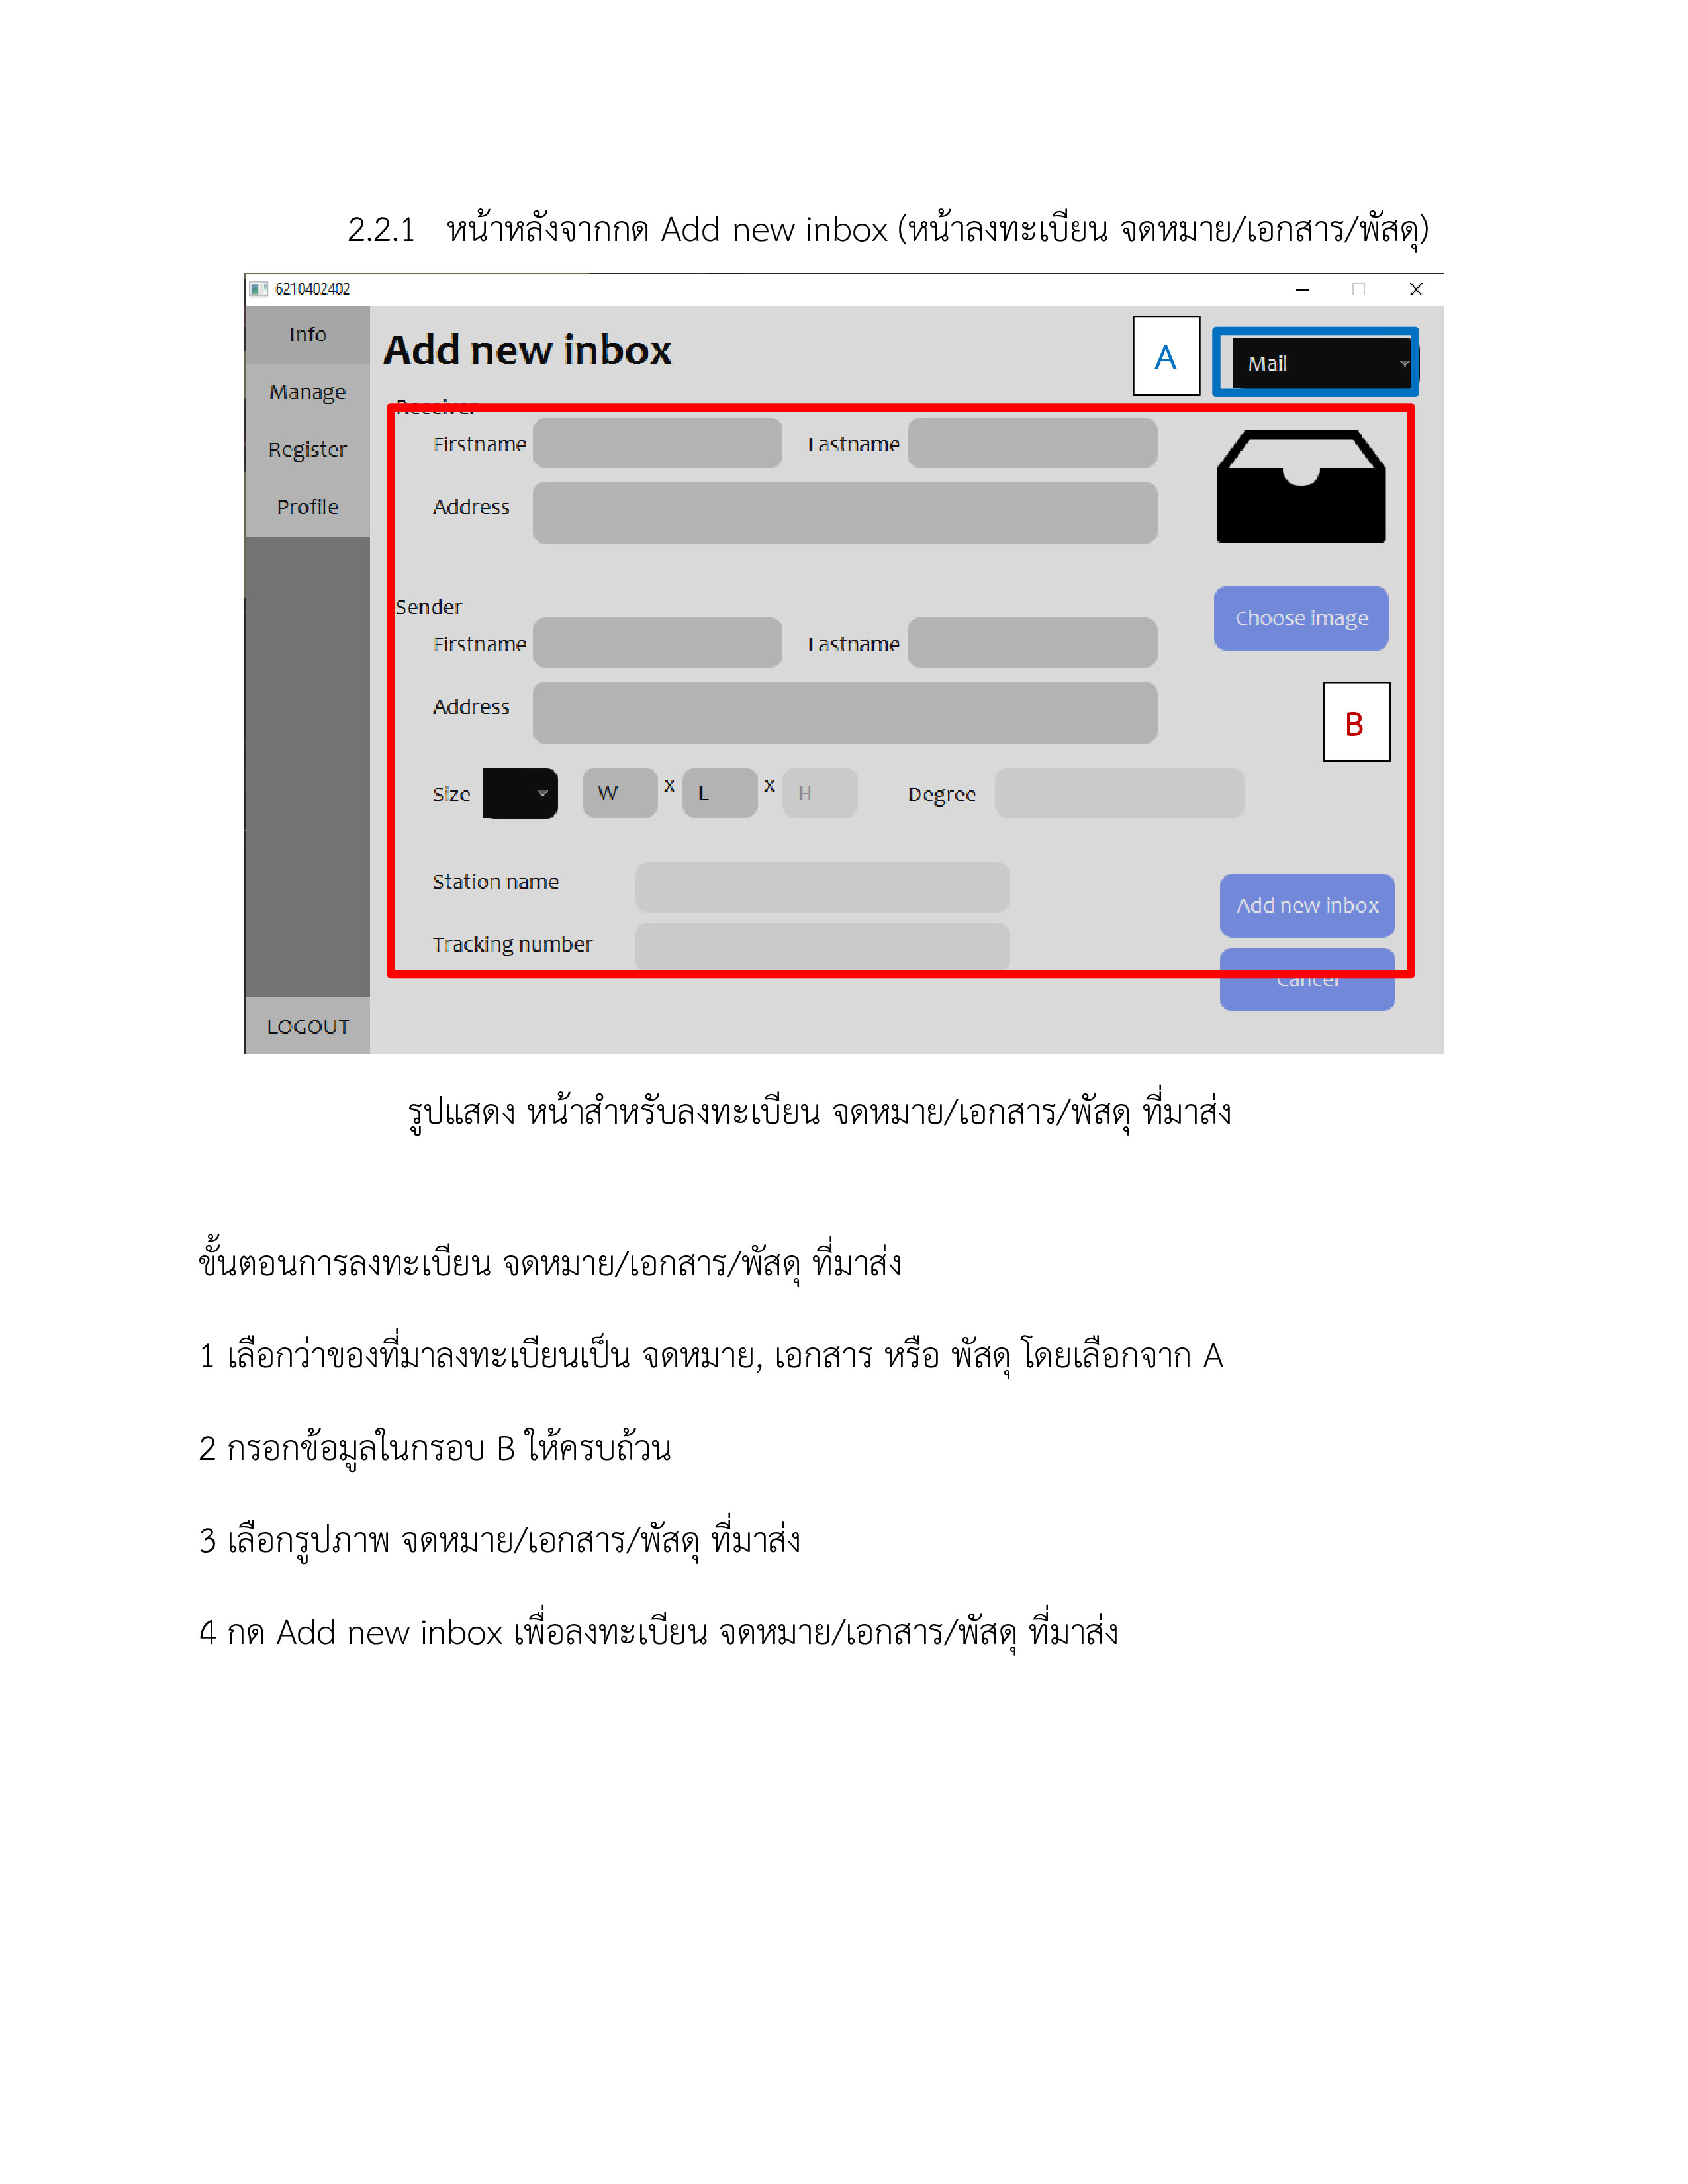 2.2.1 หน้าหลังจากกด Add new inbox (หน้าลงทะเบียน จดหมาย/เอกสาร/พัสดุ)
6210402402
Info
Manage
Register
Profile
LOGOUT
Add new inbox
A
Mail
Receiver
Firstname
Lastname
Address
Choose image
Sender
Firstname
Lastname
Address
B
Size
W x L x H
Degree
Station name
Add new inbox
Tracking number
Cancel
รูปแสดง หน้าสำหรับลงทะเบียน จดหมาย/เอกสาร/พัสดุ ที่มาส่ง
ขั้นตอนการลงทะเบียน จดหมาย/เอกสาร/พัสดุ ที่มาส่ง
1 เลือกว่าของที่มาลงทะเบียนเป็น จดหมาย, เอกสาร หรือ พัสดุ โดยเลือกจาก A
2 กรอกข้อมูลในกรอบ B ให้ครบถ้วน
3 เลือกรูปภาพ จดหมาย/เอกสาร/พัสดุ ที่มาส่ง
4 กด Add new inbox เพื่อลงทะเบียน จดหมาย/เอกสาร/พัสดุ ที่มาส่ง